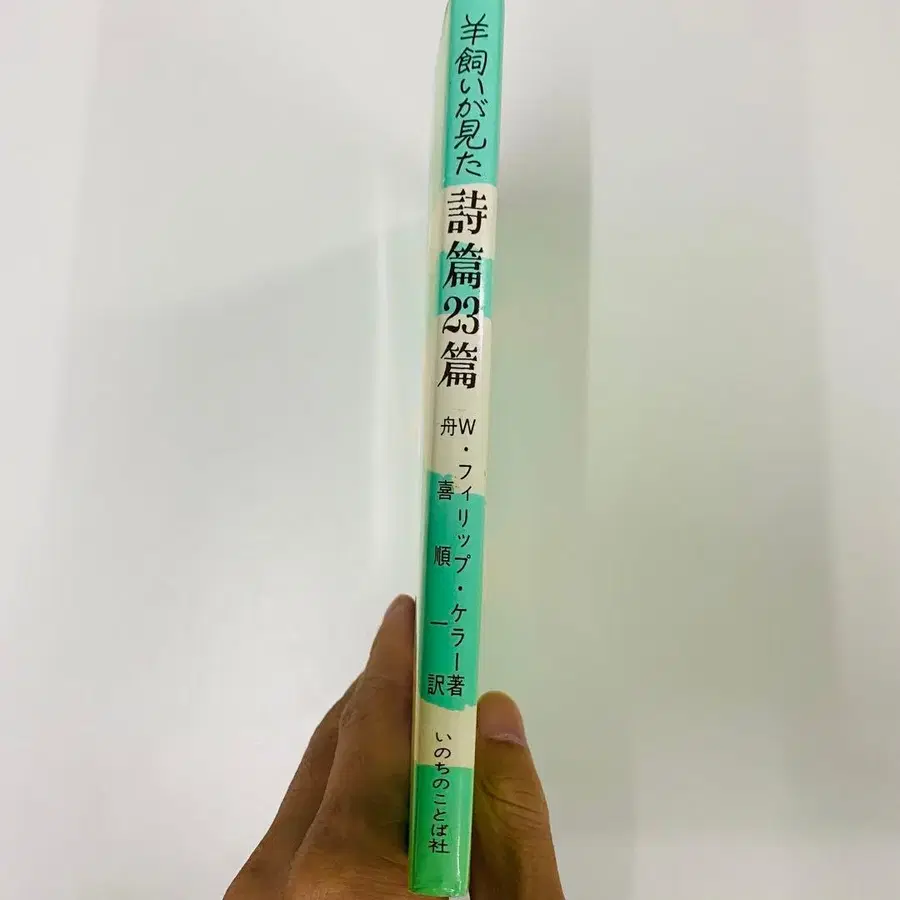 羊飼いが見た
詩篇23篇
W・フィリップ・ケラー著
舟喜順一訳
いのちのことば社